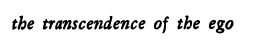 the transcendence of the ego